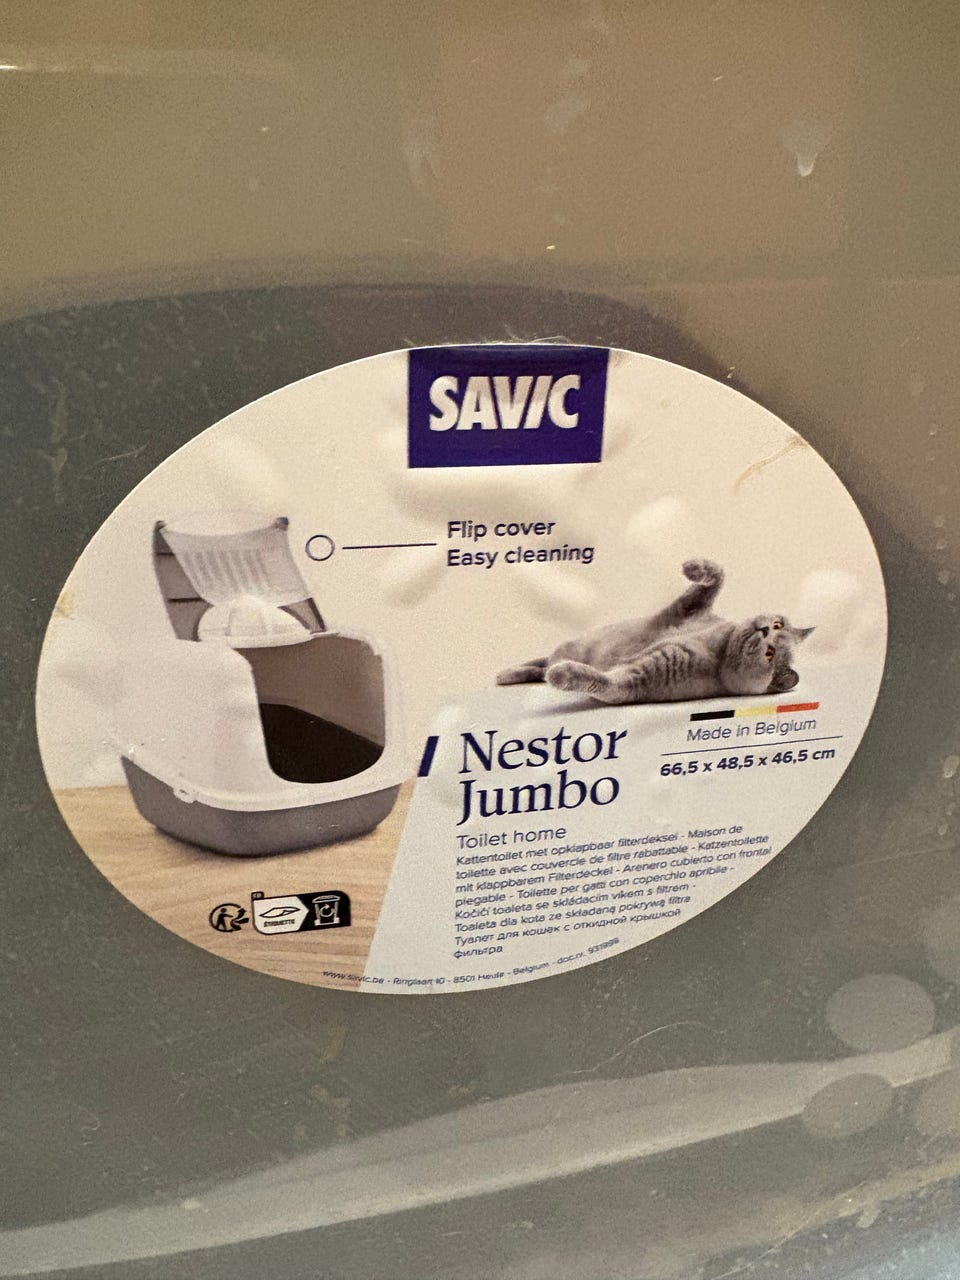 SAVIC
Flip cover
Easy cleaning
Made in Belgium
66,5 x 48,5 x 46,5 cm
Nestor
Jumbo
Toilet home
Kattentoilet met opklapbaar filterdeksel - Maison de
toilette avec couvercle de filtre rabattable - Katzentoilette
mit klappbarem Filterdeckel - Arenero cubierto con frontal
plegable - Toilette per gatti con coperchio apribile -
Kočičí toaleta se skládacím víkem s filtrem -
Toaleta dla kota ze składaną pokrywą filtra
Туалет для кошак с откидной крышкой
фильтра
FR
ÉTIQUETTE
www.savic.be - Ringlaan 10 - 8501 Heule - Belgium - doc.nr.